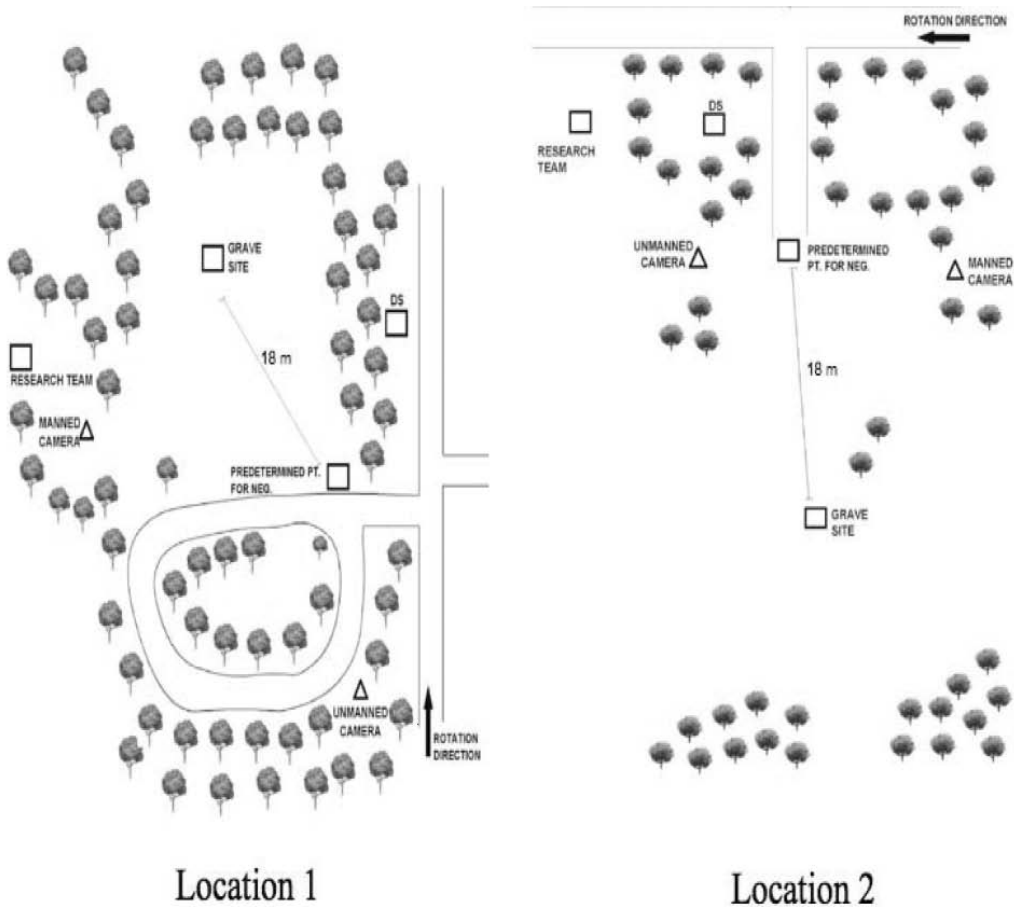 GRAVE
SITE
DS
18 m
RESEARCH TEAM
MANNED
CAMERA
PREDETERMINED PT.
FOR NEG.
UNMANNED
CAMERA
ROTATION
DIRECTION
Location 1
ROTATION DIRECTION
DS
RESEARCH
TEAM
UNMANNED
CAMERA
PREDETERMINED
PT. FOR NEG.
MANNED
CAMERA
18 m
GRAVE
SITE
Location 2